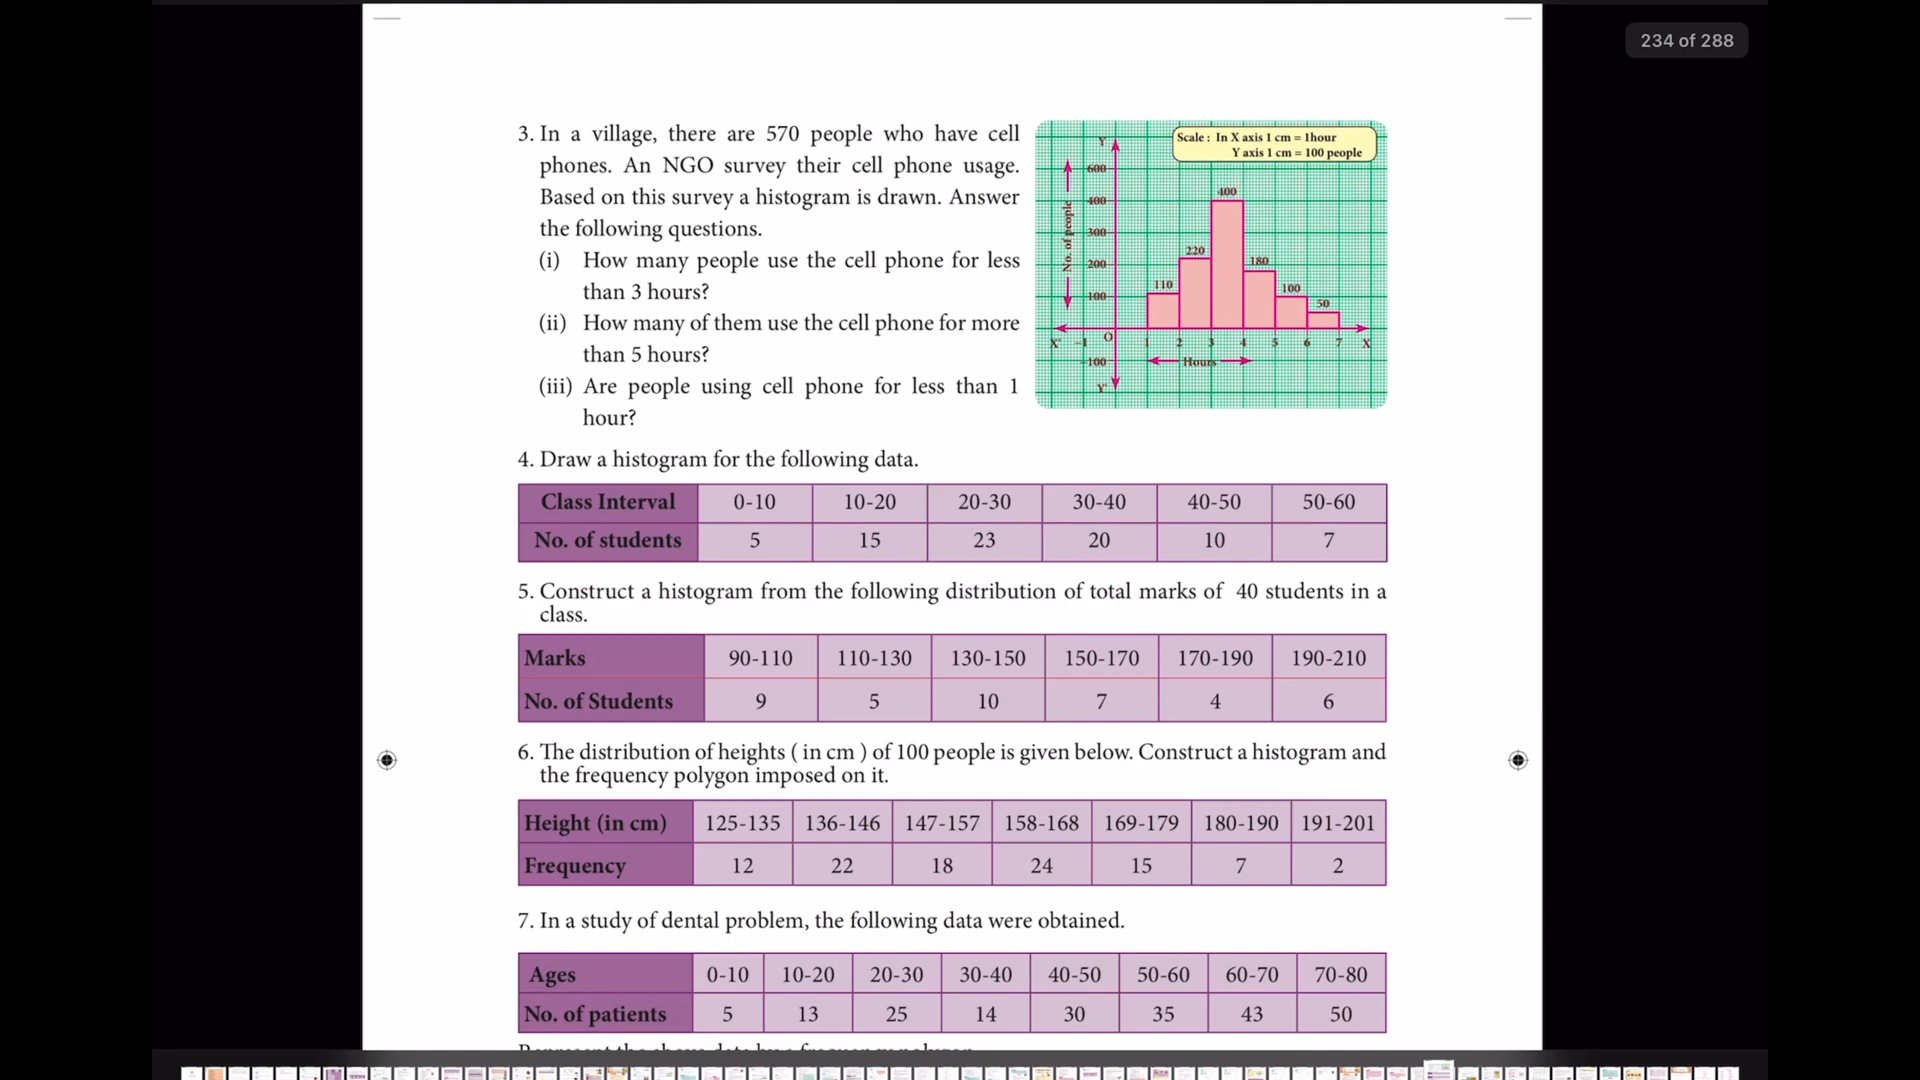 234 of 288
3. In a village, there are 570 people who have cell
phones. An NGO survey their cell phone usage.
Based on this survey a histogram is drawn. Answer
the following questions.
(i) How many people use the cell phone for less
than 3 hours?
(ii) How many of them use the cell phone for more
than 5 hours?
(iii) Are people using cell phone for less than 1
hour?
Scale : In X axis 1 cm = 1hour
Y axis 1 cm = 100 people
Y
600
400
300
200
100
No. of people
110
220
400
180
100
50
X' -1 O 1 2 3 4 5 6 7 X
-100
Hours
Y'
4. Draw a histogram for the following data.
Class Interval 0-10 10-20 20-30 30-40 40-50 50-60
No. of students 5 15 23 20 10 7
5. Construct a histogram from the following distribution of total marks of 40 students in a
class.
Marks 90-110 110-130 130-150 150-170 170-190 190-210
No. of Students 9 5 10 7 4 6
6. The distribution of heights ( in cm ) of 100 people is given below. Construct a histogram and
the frequency polygon imposed on it.
Height (in cm) 125-135 136-146 147-157 158-168 169-179 180-190 191-201
Frequency 12 22 18 24 15 7 2
7. In a study of dental problem, the following data were obtained.
Ages 0-10 10-20 20-30 30-40 40-50 50-60 60-70 70-80
No. of patients 5 13 25 14 30 35 43 50
Represent the above data by a frequency polygon.